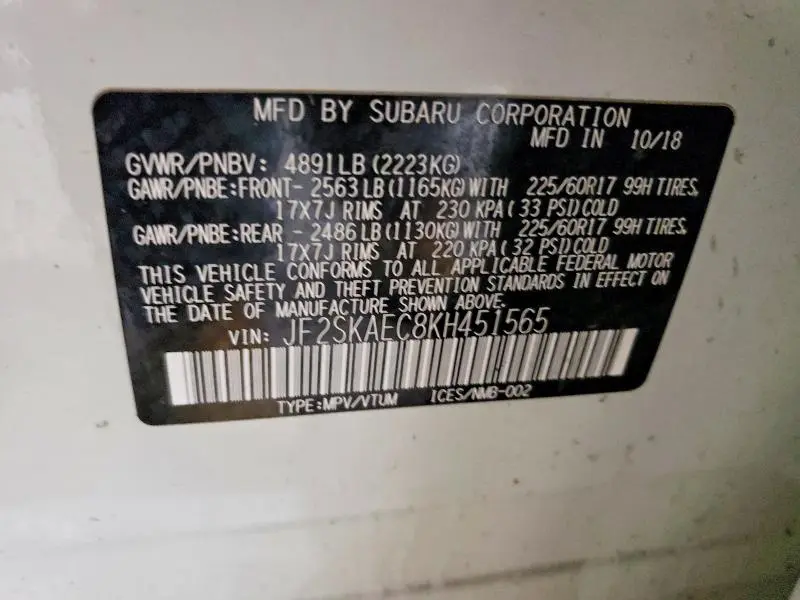 MFD BY SUBARU CORPORATION
MFD IN 10/18
GVWR/PNBV: 4891LB (2223KG)
GAWR/PNBE:FRONT- 2563LB (1165KG) WITH 225/60R17 99H TIRES,
17X7J RIMS AT 230 KPA ( 33 PSI) COLD
GAWR/PNBE:REAR - 2486LB (1130KG) WITH 225/60R17 99H TIRES,
17X7J RIMS AT 220 KPA ( 32 PSI) COLD
THIS VEHICLE CONFORMS TO ALL APPLICABLE FEDERAL MOTOR
VEHICLE SAFETY AND THEFT PREVENTION STANDARDS IN EFFECT ON
THE DATE OF MANUFACTURE SHOWN ABOVE.
VIN: JF2SKAEC8KH451565
TYPE:MPV/VTUM ICES/NMB-002